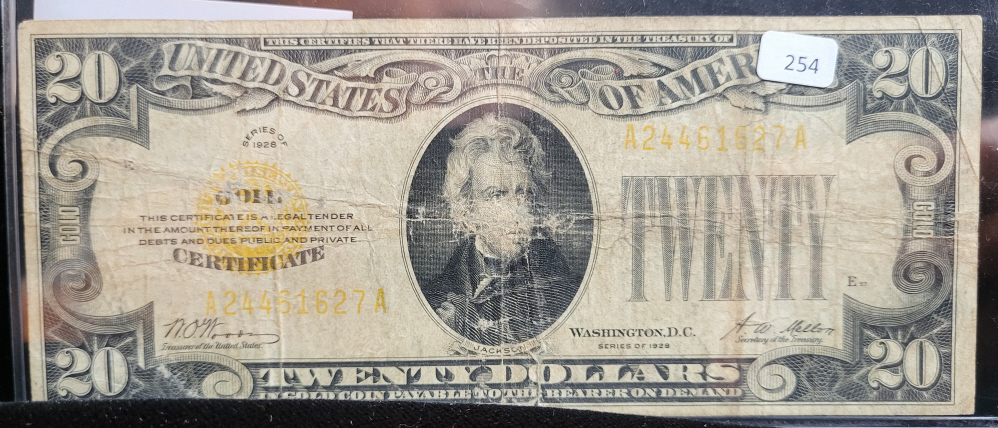 THIS CERTIFIES THAT THERE HAVE BEEN DEPOSITED IN THE TREASURY OF
20 UNITED STATES THE OF AMER 20
254
SERIES OF
1928
A24461627A
GOLD
THIS CERTIFICATE IS A LEGAL TENDER
IN THE AMOUNT THEREOF IN PAYMENT OF ALL
DEBTS AND DUES PUBLIC AND PRIVATE
CERTIFICATE
GOLD
TWENTY
GOLD
E
E
A24461627A
WASHINGTON, D.C.
SERIES OF 1928
W.O. Woods
Treasurer of the United States
A. W. Mellon
Secretary of the Treasury
JACKSON
20 TWENTY DOLLARS 20
IN GOLD COIN PAYABLE TO THE BEARER ON DEMAND